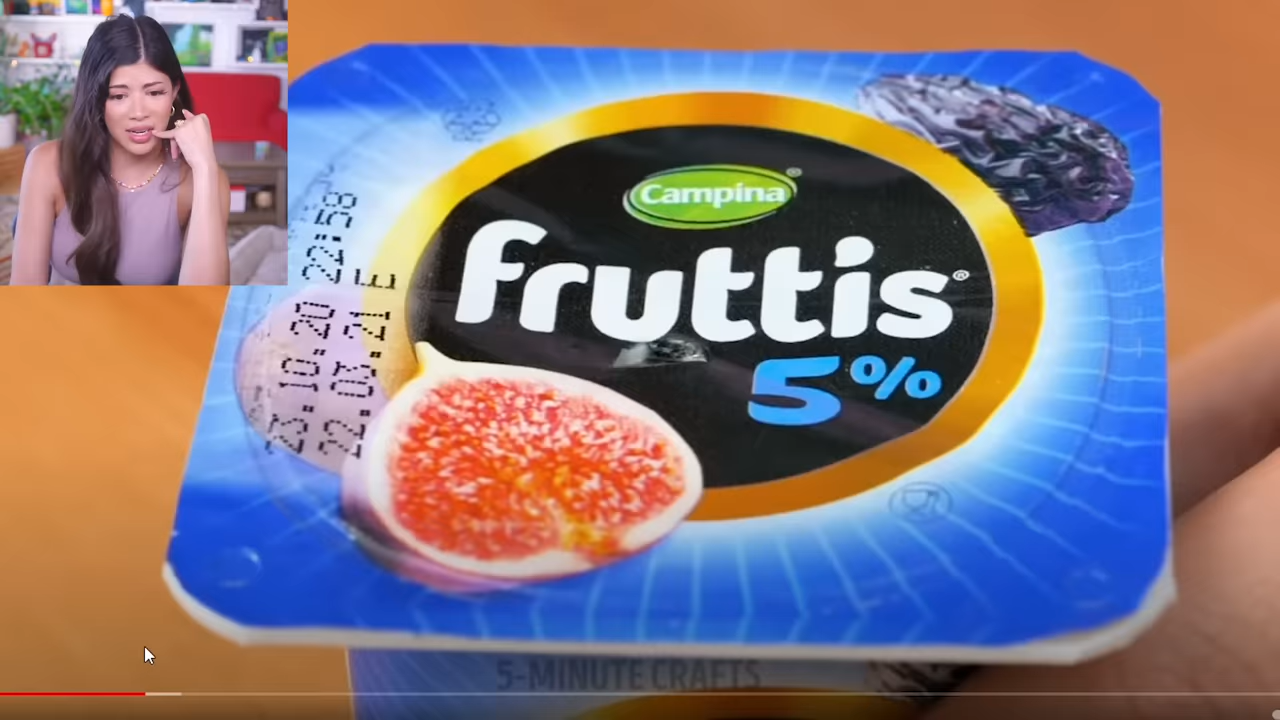 Campina®
fruttis®
5%
23.10.20 22:58
22.03.21 E
5-MINUTE CRAFTS